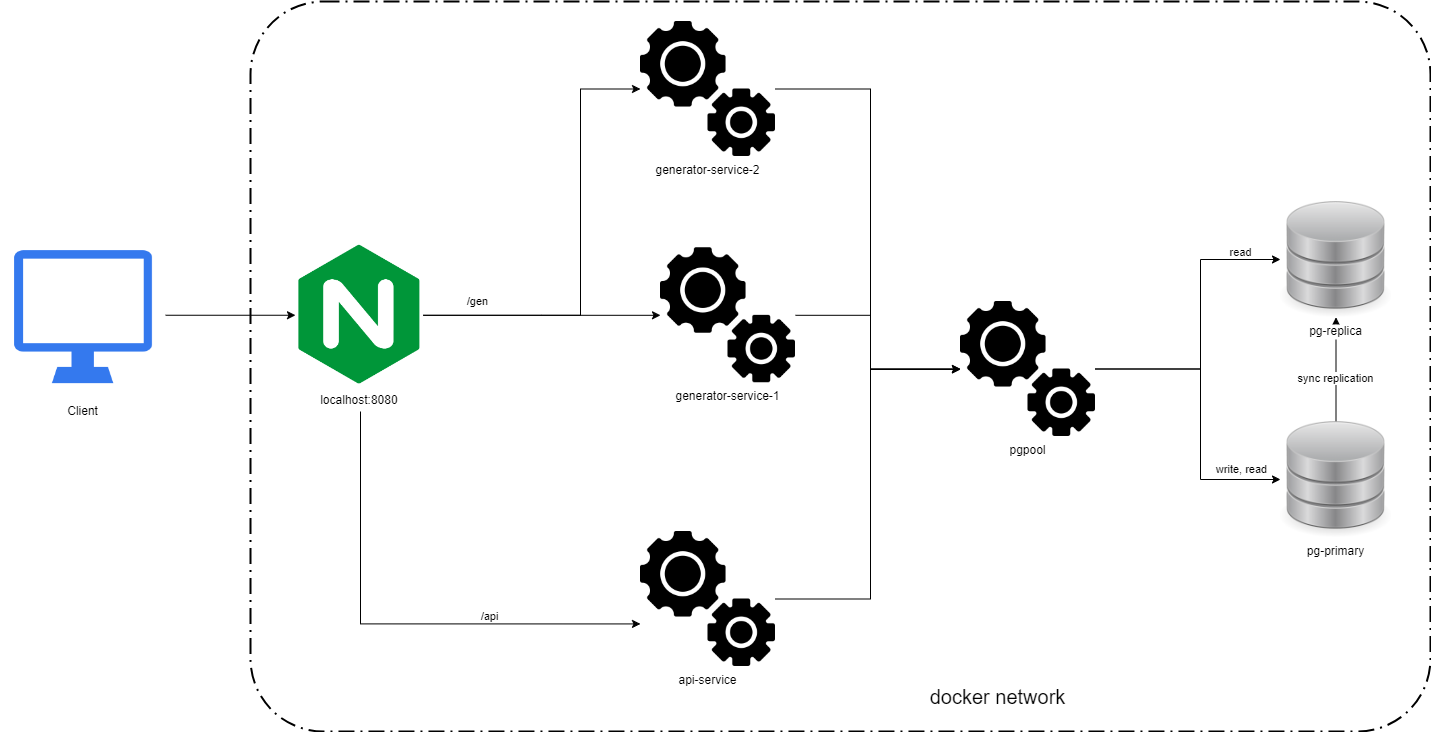 generator-service-2
read
/gen
pg-replica
sync replication
generator-service-1
localhost:8080
Client
pgpool
write, read
pg-primary
/api
api-service
docker network